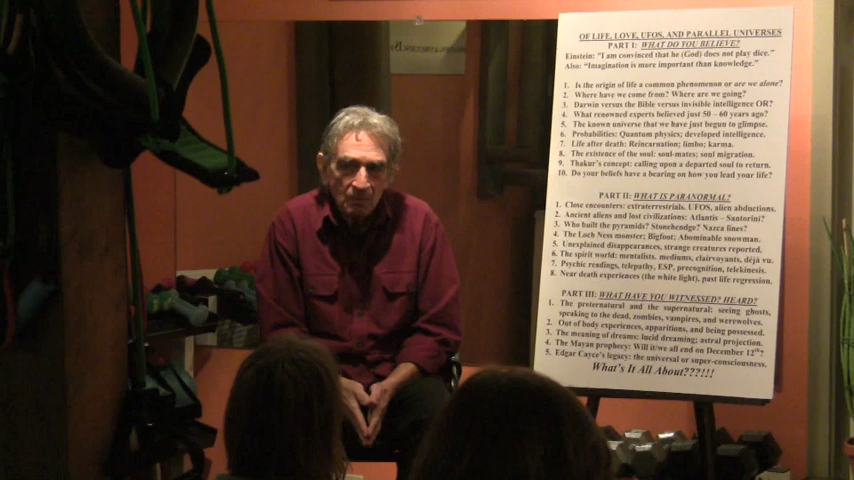 OF LIFE, LOVE, UFOS, AND PARALLEL UNIVERSES
PART I: WHAT DO YOU BELIEVE?
Einstein: "I am convinced that he (God) does not play dice."
Also: "Imagination is more important than knowledge."
1. Is the origin of life a common phenomenon or are we alone?
2. Where have we come from? Where are we going?
3. Darwin versus the Bible versus invisible intelligence OR?
4. What renowned experts believed just 50 – 60 years ago?
5. The known universe that we have just begun to glimpse.
6. Probabilities: Quantum physics; developed intelligence.
7. Life after death: Reincarnation; limbo; karma.
8. The existence of the soul: soul-mates; soul migration.
9. Thakur's concept: calling upon a departed soul to return.
10. Do your beliefs have a bearing on how you lead your life?
PART II: WHAT IS PARANORMAL?
1. Close encounters: extraterrestrials. UFOS, alien abductions.
2. Ancient aliens and lost civilizations: Atlantis – Santorini?
3. Who built the pyramids? Stonehendge? Nazca lines?
4. The Loch Ness monster; Bigfoot; Abominable snowman.
5. Unexplained disappearances, strange creatures reported.
6. The spirit world: mentalists. mediums, clairvoyants, déjà vu.
7. Psychic readings, telepathy, ESP, precognition, telekinesis.
8. Near death experiences (the white light), past life regression.
PART III: WHAT HAVE YOU WITNESSED? HEARD?
1. The preternatural and the supernatural: seeing ghosts,
speaking to the dead, zombies, vampires, and werewolves.
2. Out of body experiences, apparitions, and being possessed.
3. The meaning of dreams: lucid dreaming; astral projection.
4. The Mayan prophecy: Will it/we all end on December 12th?
5. Edgar Cayce's legacy: the universal or super-consciousness.
What's It All About???!!!